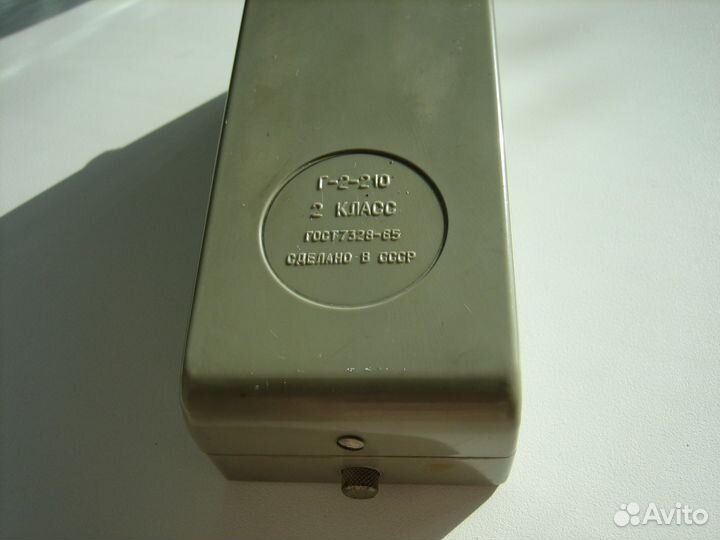 Г-2-210
2 КЛАСС
ГОСТ7328-65
СДЕЛАНО В СССР
Avito